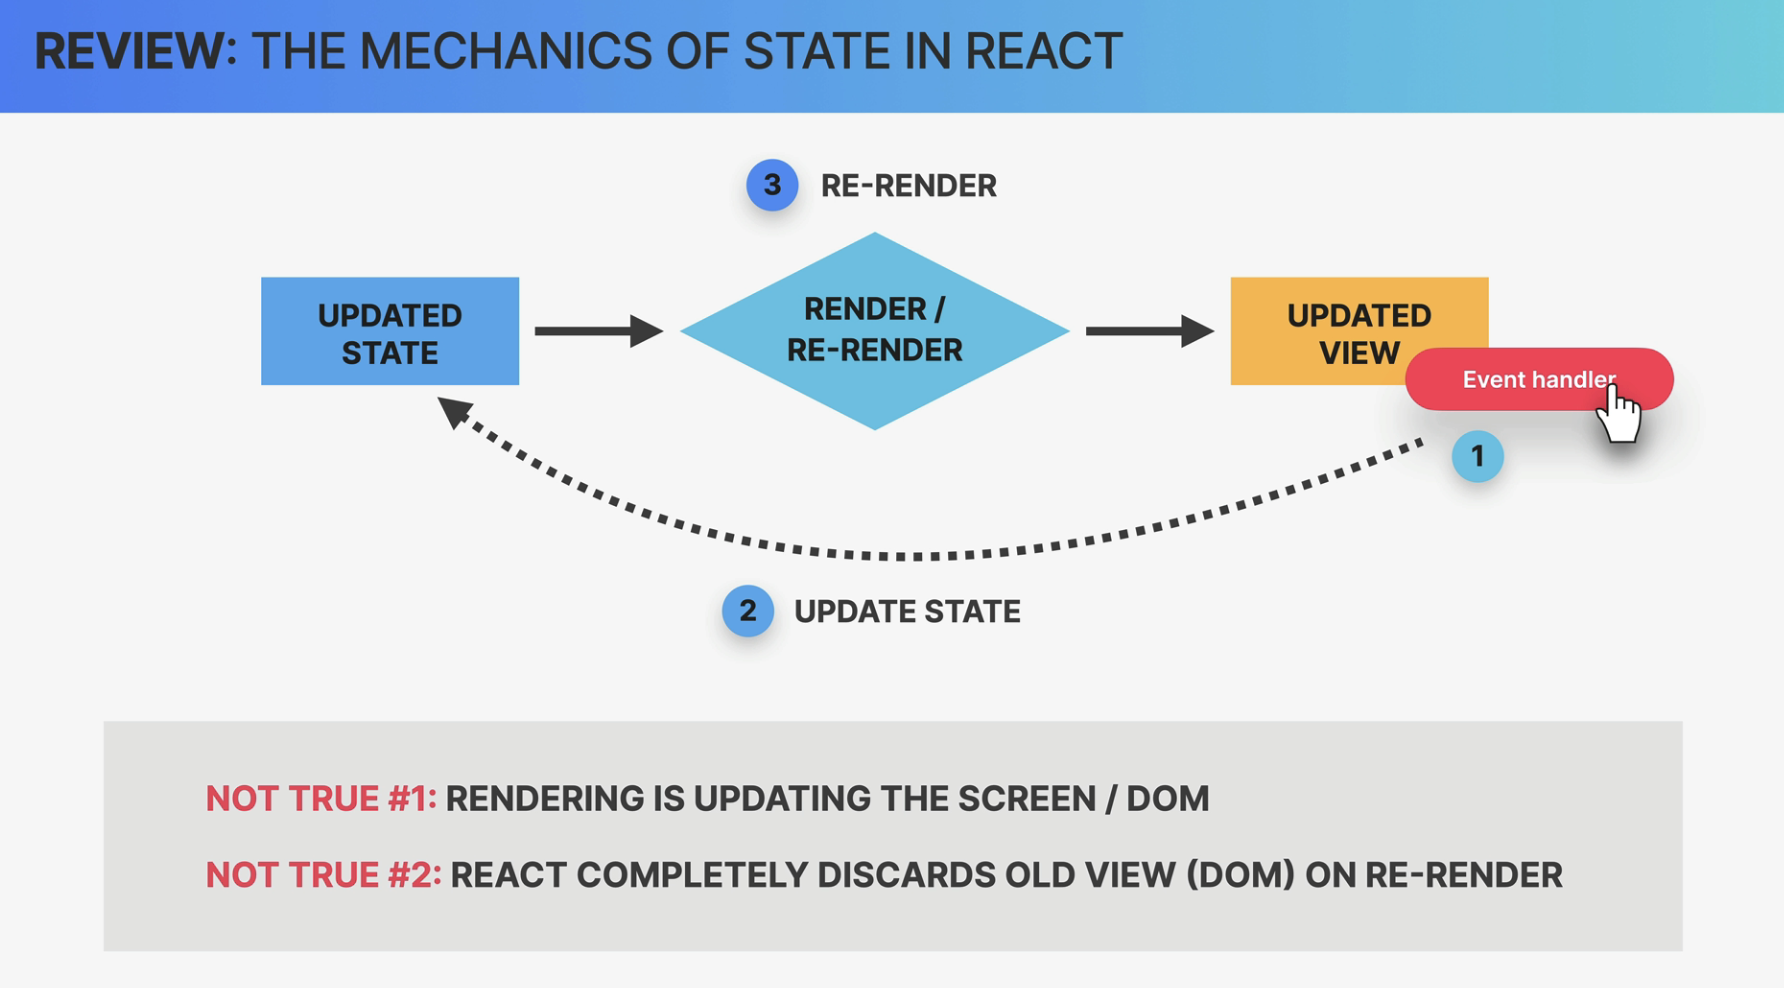 REVIEW: THE MECHANICS OF STATE IN REACT
3 RE-RENDER
UPDATED
STATE
RENDER /
RE-RENDER
UPDATED
VIEW
Event handler
1
2 UPDATE STATE
NOT TRUE #1: RENDERING IS UPDATING THE SCREEN / DOM
NOT TRUE #2: REACT COMPLETELY DISCARDS OLD VIEW (DOM) ON RE-RENDER